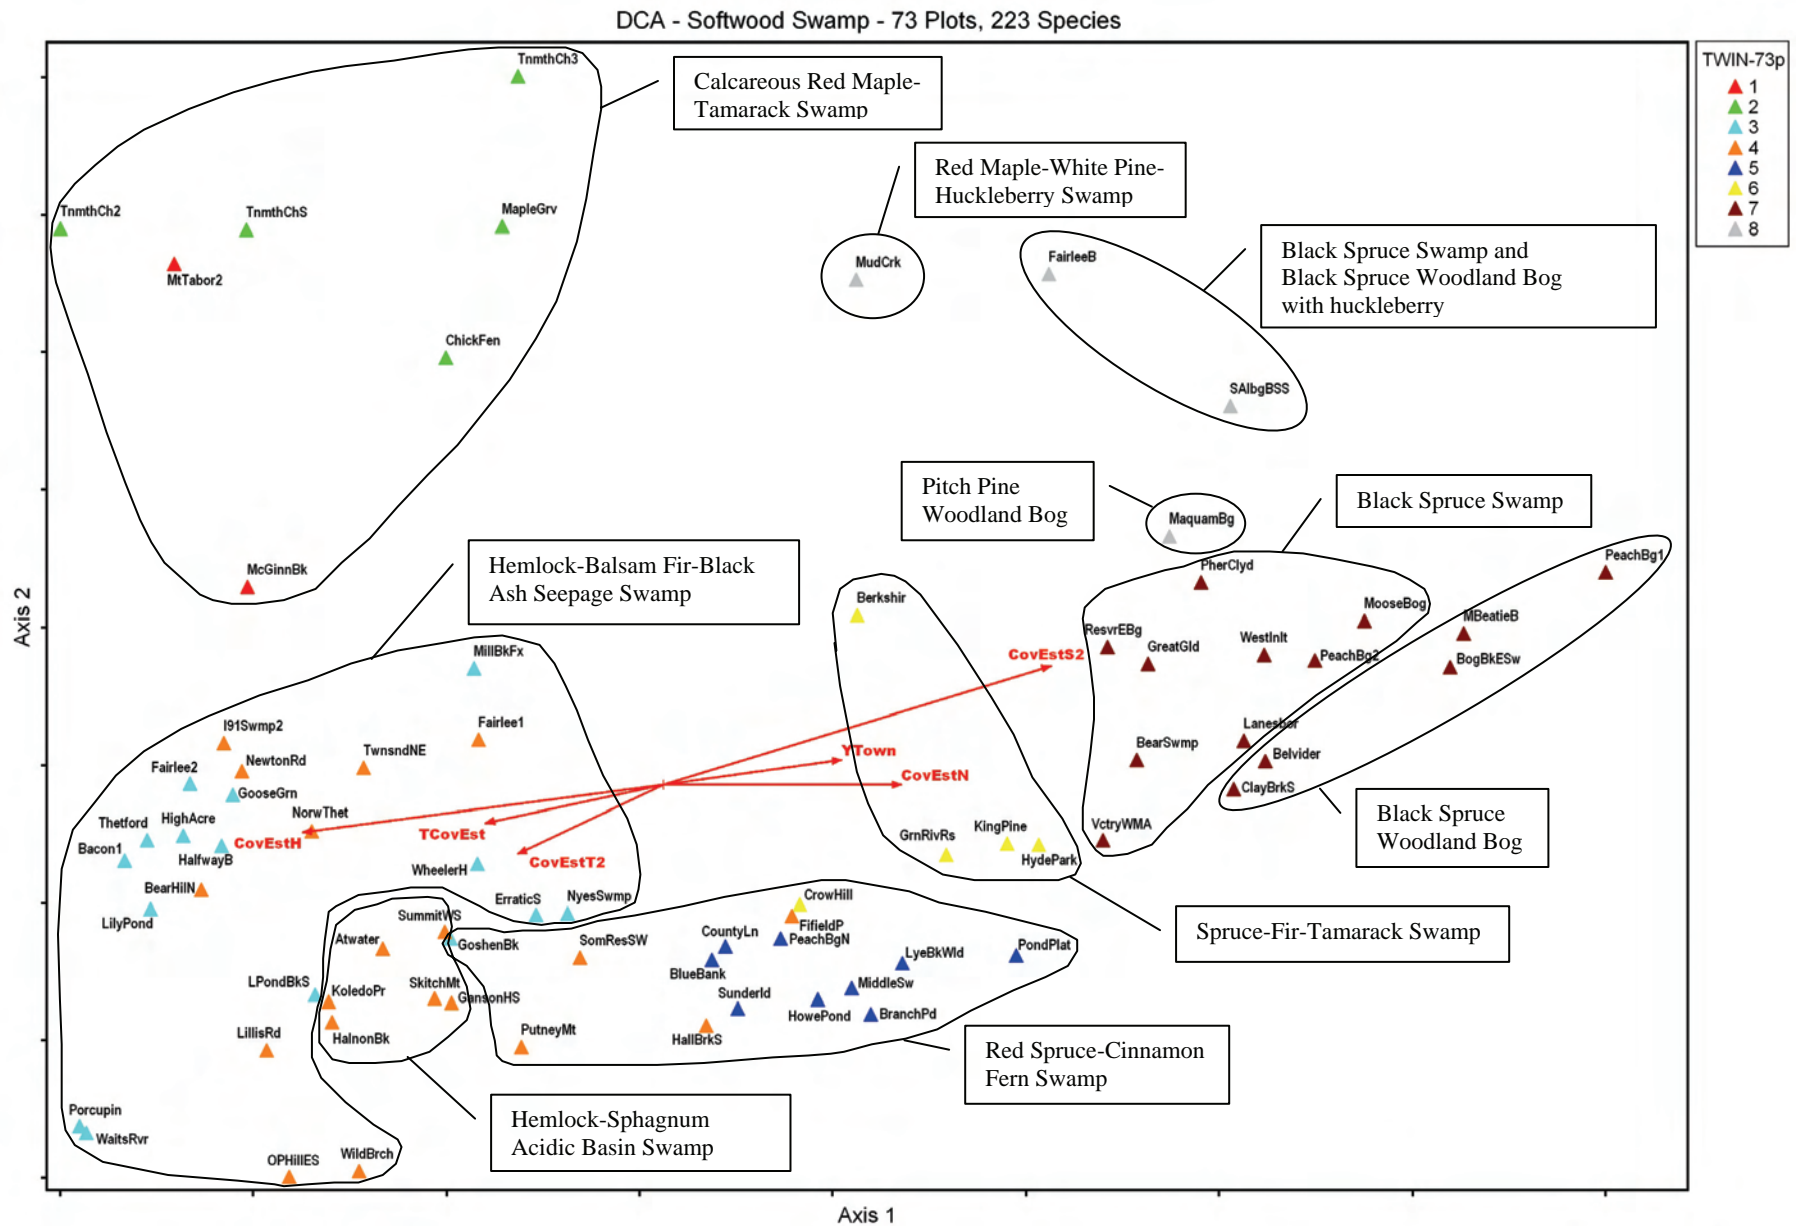 DCA - Softwood Swamp - 73 Plots, 223 Species
TWIN-73p
1
2
3
4
5
6
7
8
TnmthCh3
Calcareous Red Maple-
Tamarack Swamp
Red Maple-White Pine-
Huckleberry Swamp
TnmthCh2
TnmthChS
MapleGrv
MtTabor2
MudCrk
FairleeB
Black Spruce Swamp and
Black Spruce Woodland Bog
with huckleberry
ChickFen
SAlbgBSS
Pitch Pine
Woodland Bog
Black Spruce Swamp
MaquamBg
McGinnBk
Hemlock-Balsam Fir-Black
Ash Seepage Swamp
PherClyd
PeachBg1
Berkshir
MooseBog
MBeatieB
ResvrEBg
GreatGld
WestInlt
PeachBg2
BogBkESw
MillBkFx
CovEstS2
I91Swmp2
Fairlee1
NewtonRd
TwnsndNE
YTown
BearSwmp
Lanesbor
Belvider
Fairlee2
GooseGrn
CovEstN
ClayBrkS
NorwThet
Thetford
HighAcre
CovEstH
TCovEst
Bacon1
HalfwayB
WheelerH
CovEstT2
GrnRivRs
KingPine
HydePark
VctryWMA
Black Spruce
Woodland Bog
BearHilN
LilyPond
ErraticS
NyesSwmp
CrowHill
FifieldP
SummitWS
Atwater
GoshenBk
SomResSW
CountyLn
PeachBgN
BlueBank
LyeBkWld
PondPlat
Spruce-Fir-Tamarack Swamp
LPondBkS
KoledoPr
SkitchMt
GansonHS
Sunderld
MiddleSw
HowePond
BranchPd
LillisRd
HalnonBk
PutneyMt
HallBrkS
Red Spruce-Cinnamon
Fern Swamp
Hemlock-Sphagnum
Acidic Basin Swamp
Porcupin
WaitsRvr
OPHillES
WildBrch
Axis 2
Axis 1